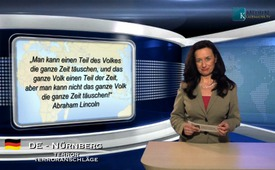 „Man kann einen Teil des Volkes
die ganze Zeit täuschen, und das
ganze Volk einen Teil der Zeit,
aber man kann nicht das ganze Volk
die ganze Zeit täuschen!“
Abraham Lincoln
K
DE - NÜRNBERG
TERROR
TERRORANSCHLÄGE